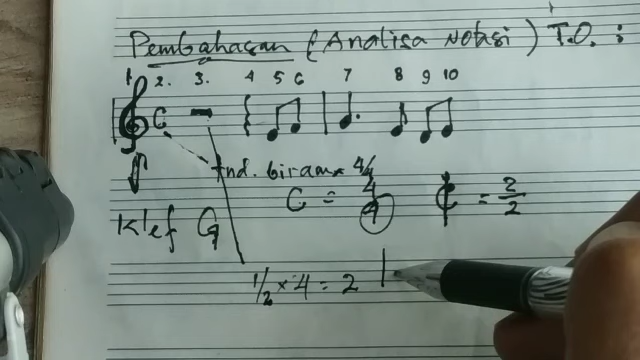 Pembahasan (Analisa Notasi) T.O. :
1. 2. 3. 4 5 6 7 8 9 10
C
Ind. birama 4/4
C = 4/4 ¢ = 2/2
Klef G
1/2 × 4 = 2